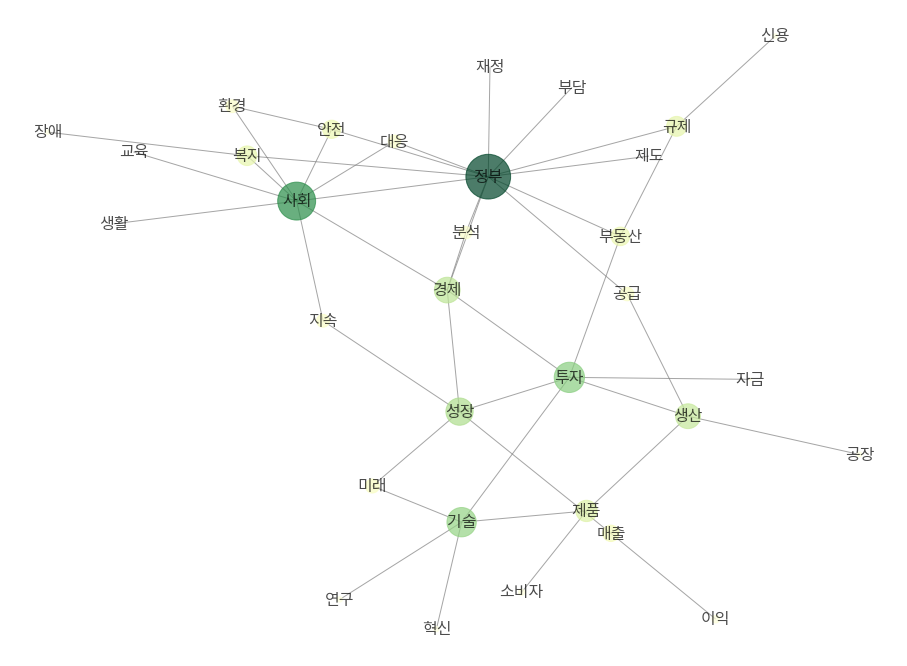 신용
재정
부담
환경
장애
안전
규제
대응
교육
복지
제도
정부
사회
생활
분석
부동산
경제
공급
지속
투자
자금
성장
생산
공장
미래
제품
기술
매출
소비자
연구
이익
혁신